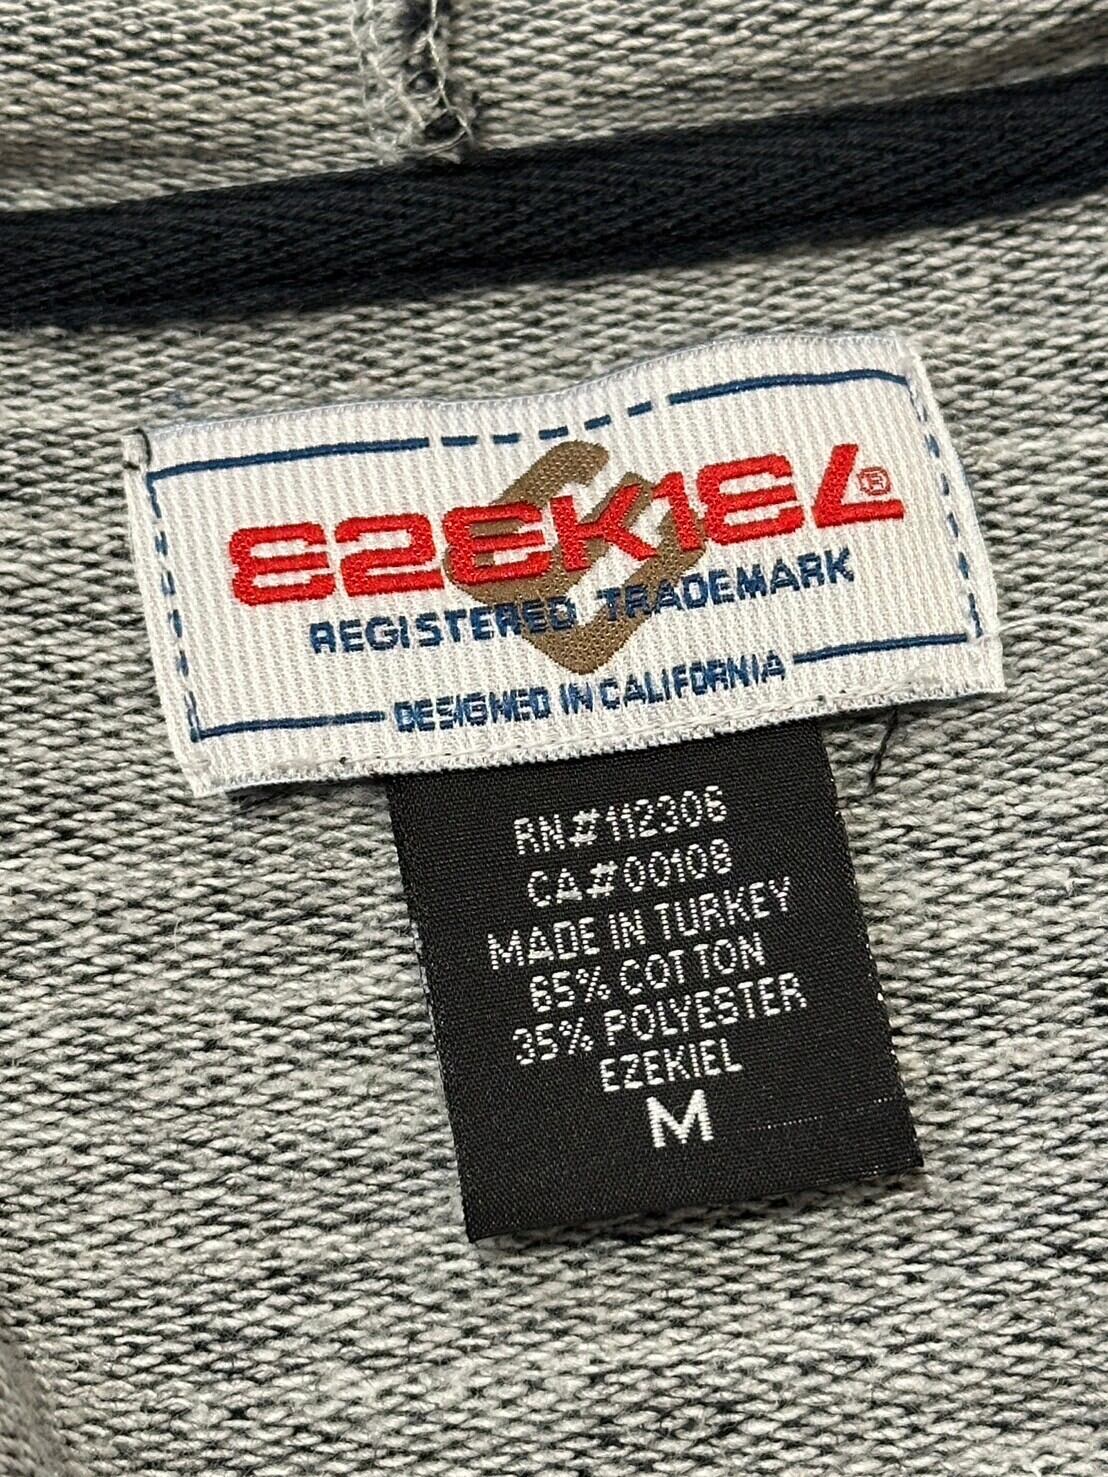 EZEKIEL®
REGISTERED TRADEMARK
DESIGNED IN CALIFORNIA
RN#112306
CA#00108
MADE IN TURKEY
65% COTTON
35% POLYESTER
EZEKIEL
M